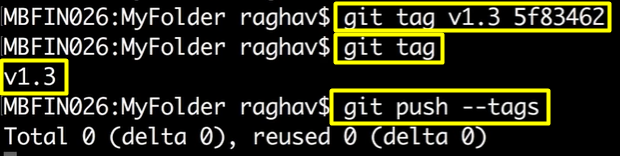 MBFIN026:MyFolder raghav$ git tag v1.3 5f83462
MBFIN026:MyFolder raghav$ git tag
v1.3
MBFIN026:MyFolder raghav$ git push --tags
Total 0 (delta 0), reused 0 (delta 0)